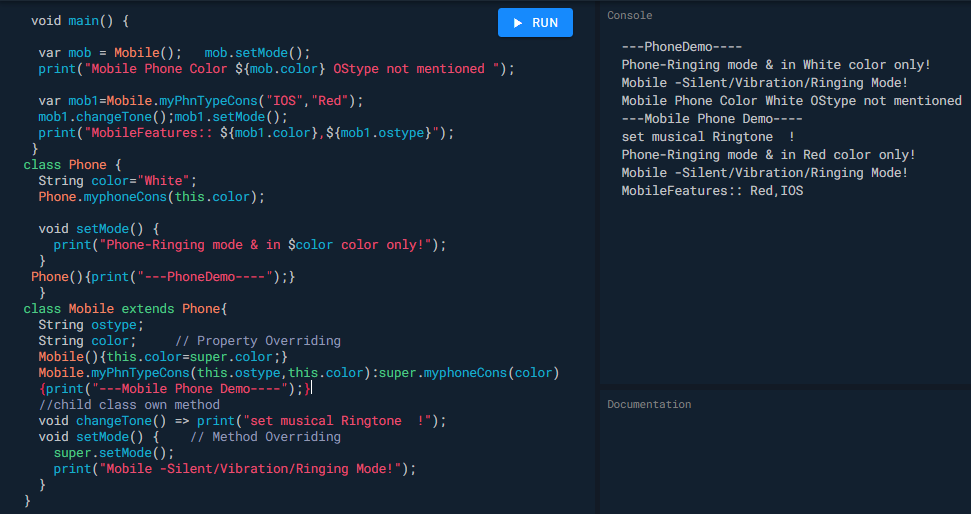 void main() {
RUN
var mob = Mobile();   mob.setMode();
print("Mobile Phone Color ${mob.color} OStype not mentioned ");
var mob1=Mobile.myPhnTypeCons("IOS","Red");
mob1.changeTone();mob1.setMode();
print("MobileFeatures:: ${mob1.color},${mob1.ostype}");
}
class Phone {
String color="White";
Phone.myphoneCons(this.color);
void setMode() {
print("Phone-Ringing mode & in $color color only!");
}
Phone(){print("---PhoneDemo----");}
}
class Mobile extends Phone{
String ostype;
String color;     // Property Overriding
Mobile(){this.color=super.color;}
Mobile.myPhnTypeCons(this.ostype,this.color):super.myphoneCons(color)
{print("---Mobile Phone Demo----");}
//child class own method
void changeTone() => print("set musical Ringtone  !");
void setMode() {    // Method Overriding
super.setMode();
print("Mobile -Silent/Vibration/Ringing Mode!");
}
}
Console
---PhoneDemo----
Phone-Ringing mode & in White color only!
Mobile -Silent/Vibration/Ringing Mode!
Mobile Phone Color White OStype not mentioned
---Mobile Phone Demo----
set musical Ringtone  !
Phone-Ringing mode & in Red color only!
Mobile -Silent/Vibration/Ringing Mode!
MobileFeatures:: Red,IOS
Documentation